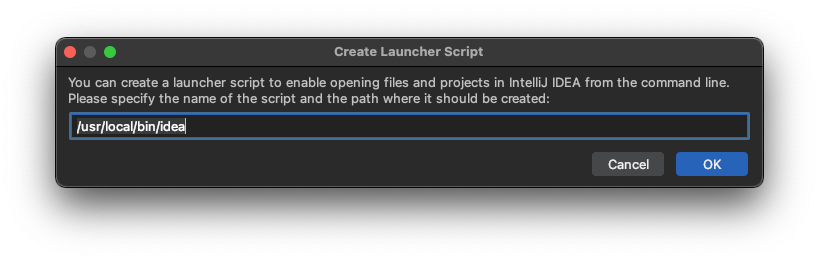 Create Launcher Script
You can create a launcher script to enable opening files and projects in IntelliJ IDEA from the command line.
Please specify the name of the script and the path where it should be created:
/usr/local/bin/idea
Cancel OK